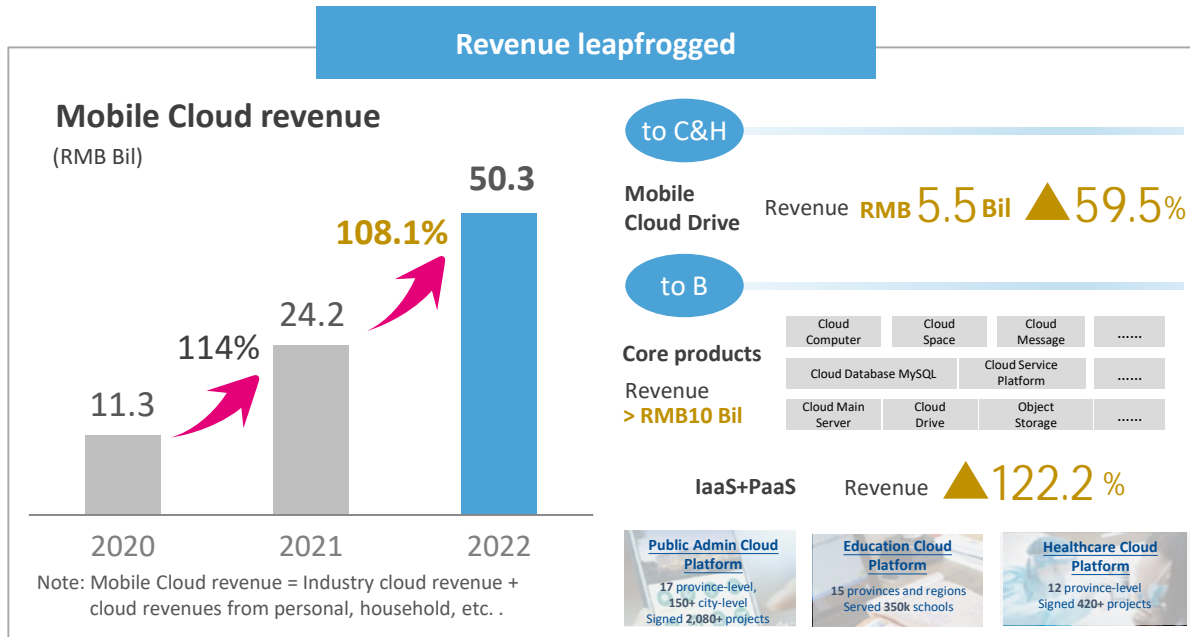 Revenue leapfrogged
Mobile Cloud revenue
(RMB Bil)
11.3
114%
24.2
108.1%
50.3
2020
2021
2022
Note: Mobile Cloud revenue = Industry cloud revenue +
cloud revenues from personal, household, etc. .
to C&H
Mobile
Cloud Drive
Revenue RMB 5.5 Bil ▲59.5%
to B
Core products
Revenue
> RMB10 Bil
Cloud
Computer
Cloud
Space
Cloud
Message
......
Cloud Database MySQL
Cloud Service
Platform
......
Cloud Main
Server
Cloud
Drive
Object
Storage
......
IaaS+PaaS
Revenue ▲122.2 %
Public Admin Cloud
Platform
17 province-level,
150+ city-level
Signed 2,080+ projects
Education Cloud
Platform
15 provinces and regions
Served 350k schools
Healthcare Cloud
Platform
12 province-level
Signed 420+ projects